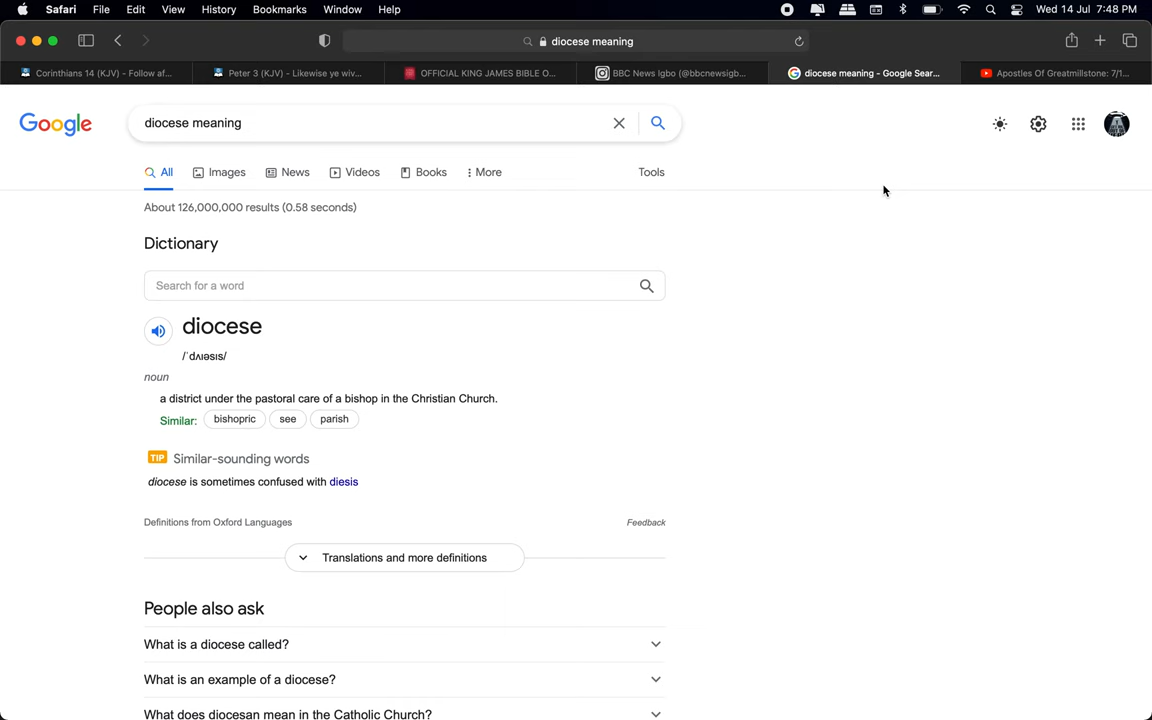 Safari File Edit View History Bookmarks Window Help Wed 14 Jul 7:48 PM
diocese meaning
Corinthians 14 (KJV) - Follow af... Peter 3 (KJV) - Likewise ye wiv... OFFICIAL KING JAMES BIBLE O... BBC News Igbo (@bbcnewsigb... diocese meaning - Google Sear... Apostles Of Greatmillstone: 7/1...
Google diocese meaning
All Images News Videos Books More Tools
About 126,000,000 results (0.58 seconds)
Dictionary
Search for a word
diocese
/ˈdʌɪəsɪs/
noun
a district under the pastoral care of a bishop in the Christian Church.
Similar: bishopric see parish
TIP Similar-sounding words
diocese is sometimes confused with diesis
Definitions from Oxford Languages Feedback
Translations and more definitions
People also ask
What is a diocese called?
What is an example of a diocese?
What does diocesan mean in the Catholic Church?